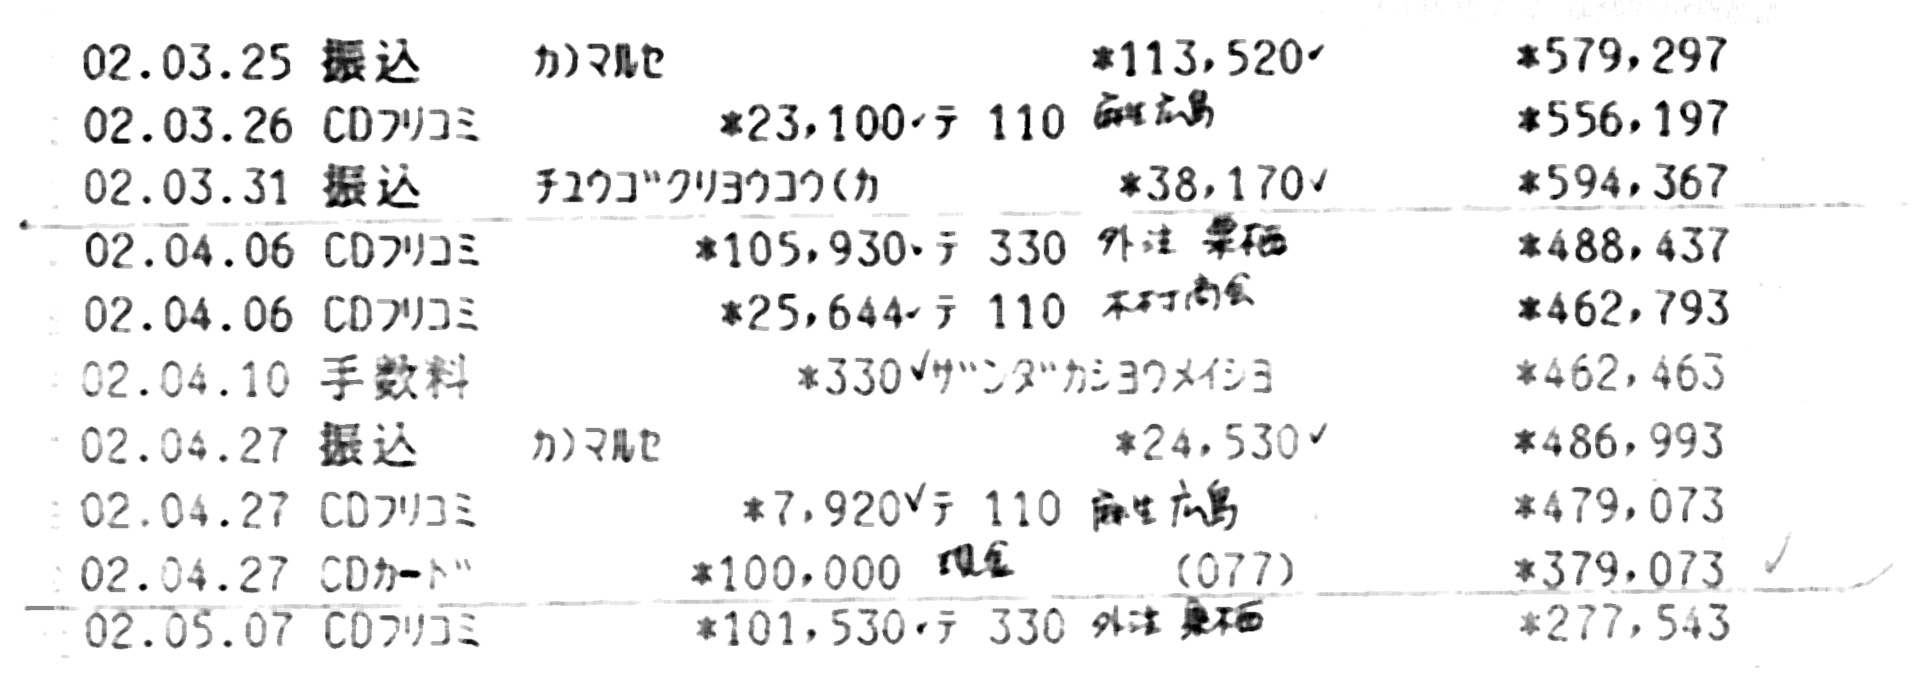 02.03.25 振込 カ)マルセ *113,520✓ *579,297
02.03.26 CDフリコミ *23,100✓テ 110 麻生広島 *556,197
02.03.31 振込 チユウゴ゛クリヨウコウ(カ *38,170✓ *594,367
02.04.06 CDフリコミ *105,930✓テ 330 外注 栗栖 *488,437
02.04.06 CDフリコミ *25,644✓テ 110 木村商会 *462,793
02.04.10 手数料 *330✓サ゛ンタ゛カシヨウメイシヨ *462,463
02.04.27 振込 カ)マルセ *24,530✓ *486,993
02.04.27 CDフリコミ *7,920✓テ 110 麻生広島 *479,073
02.04.27 CDカート゛ *100,000 現金 (077) *379,073 ✓
02.05.07 CDフリコミ *101,530✓テ 330 外注 栗栖 *277,543